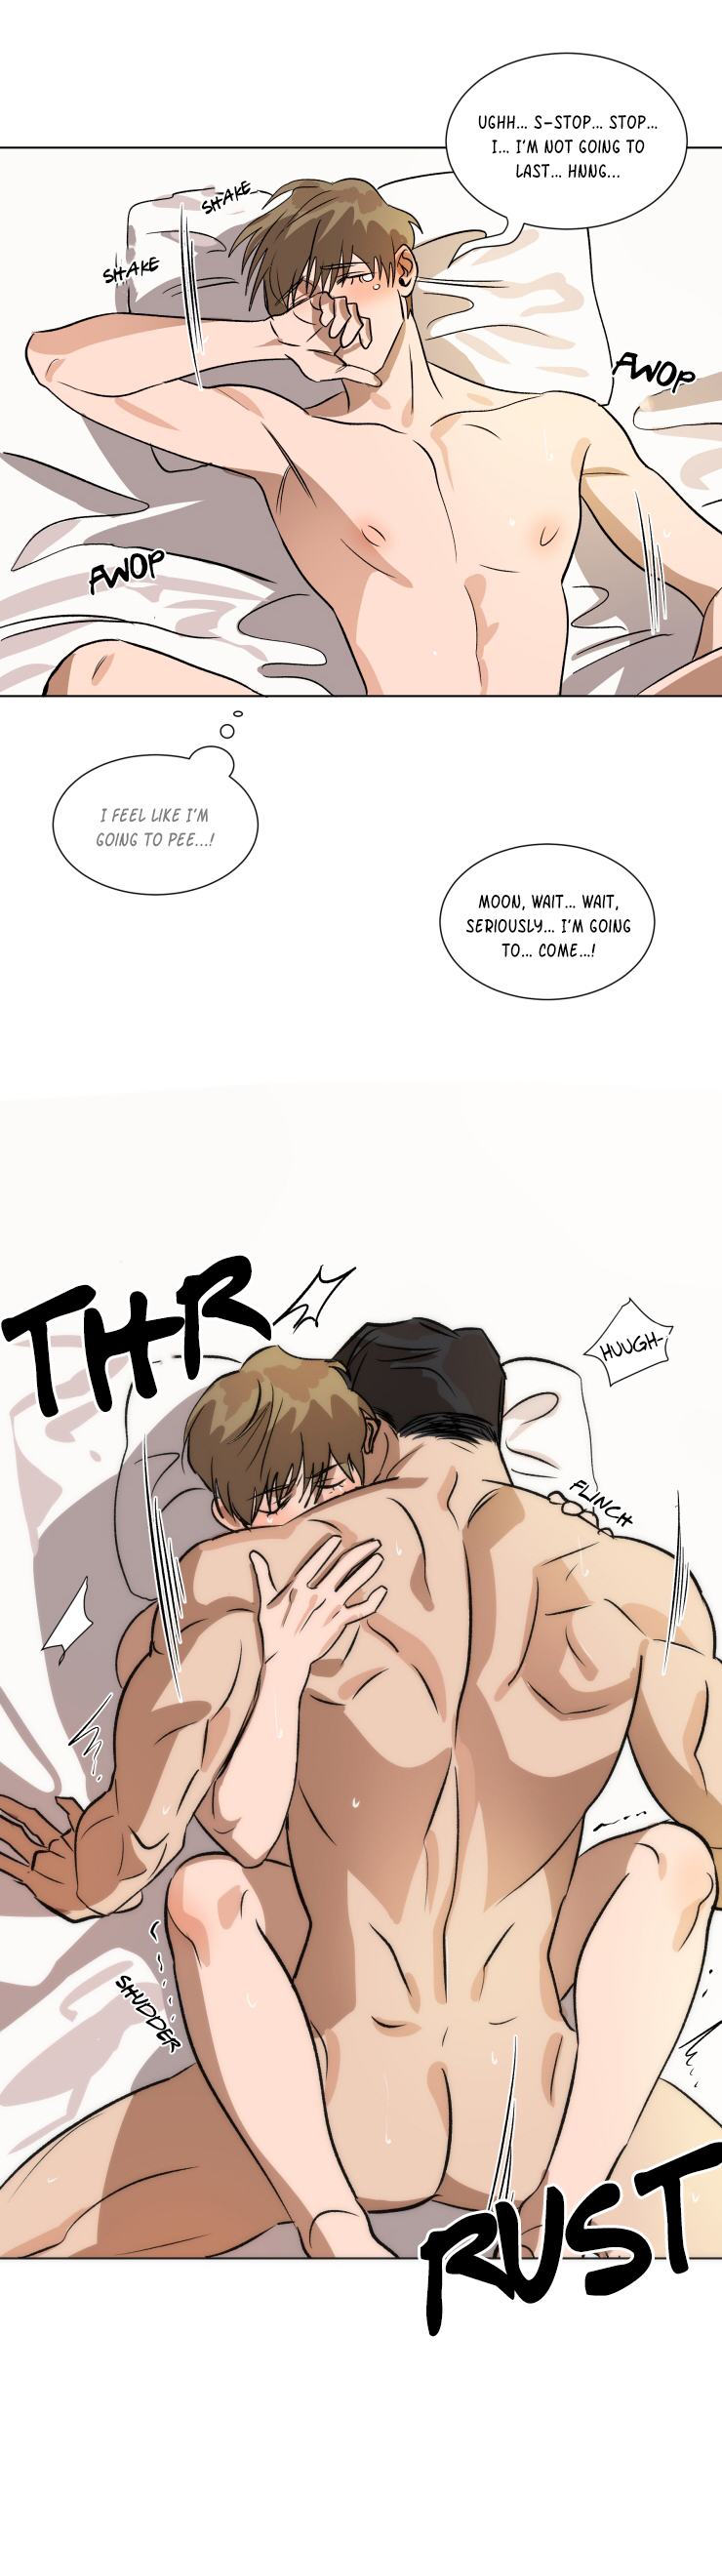 UGHH... S-STOP... STOP...
I... I'M NOT GOING TO
LAST... HNNG...
SHAKE
SHAKE
FWOP
FWOP
I FEEL LIKE I'M
GOING TO PEE...!
MOON, WAIT... WAIT,
SERIOUSLY... I'M GOING
TO... COME...!
THR
HUUGH-
FLINCH
SHUDDER
RUST